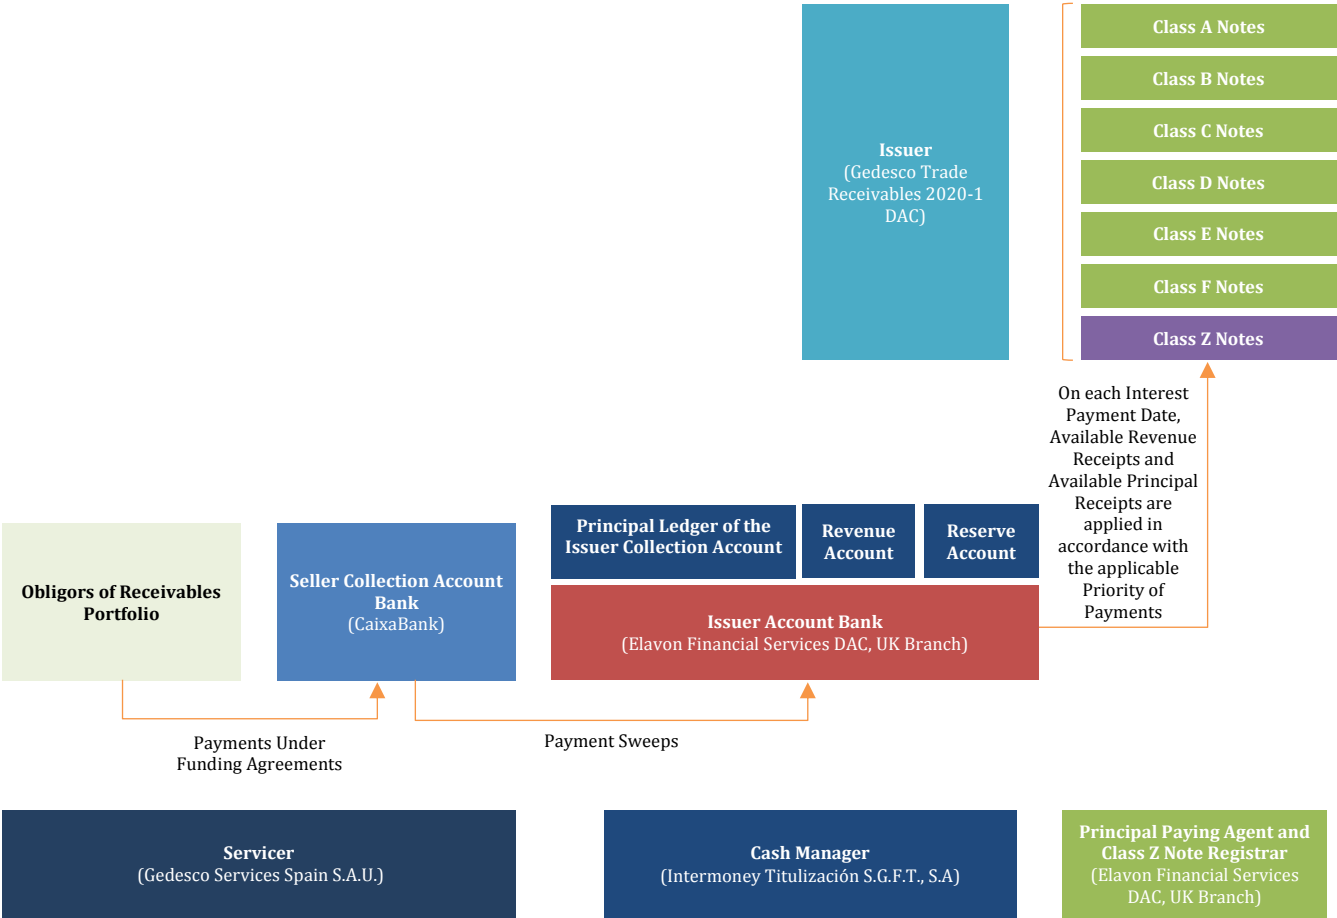 Issuer
(Gedesco Trade
Receivables 2020-1
DAC)
Class A Notes
Class B Notes
Class C Notes
Class D Notes
Class E Notes
Class F Notes
Class Z Notes
On each Interest
Payment Date,
Available Revenue
Receipts and
Available Principal
Receipts are
applied in
accordance with
the applicable
Priority of
Payments
Obligors of Receivables
Portfolio
Seller Collection Account
Bank
(CaixaBank)
Principal Ledger of the
Issuer Collection Account
Revenue
Account
Reserve
Account
Issuer Account Bank
(Elavon Financial Services DAC, UK Branch)
Payments Under
Funding Agreements
Payment Sweeps
Servicer
(Gedesco Services Spain S.A.U.)
Cash Manager
(Intermoney Titulización S.G.F.T., S.A)
Principal Paying Agent and
Class Z Note Registrar
(Elavon Financial Services
DAC, UK Branch)